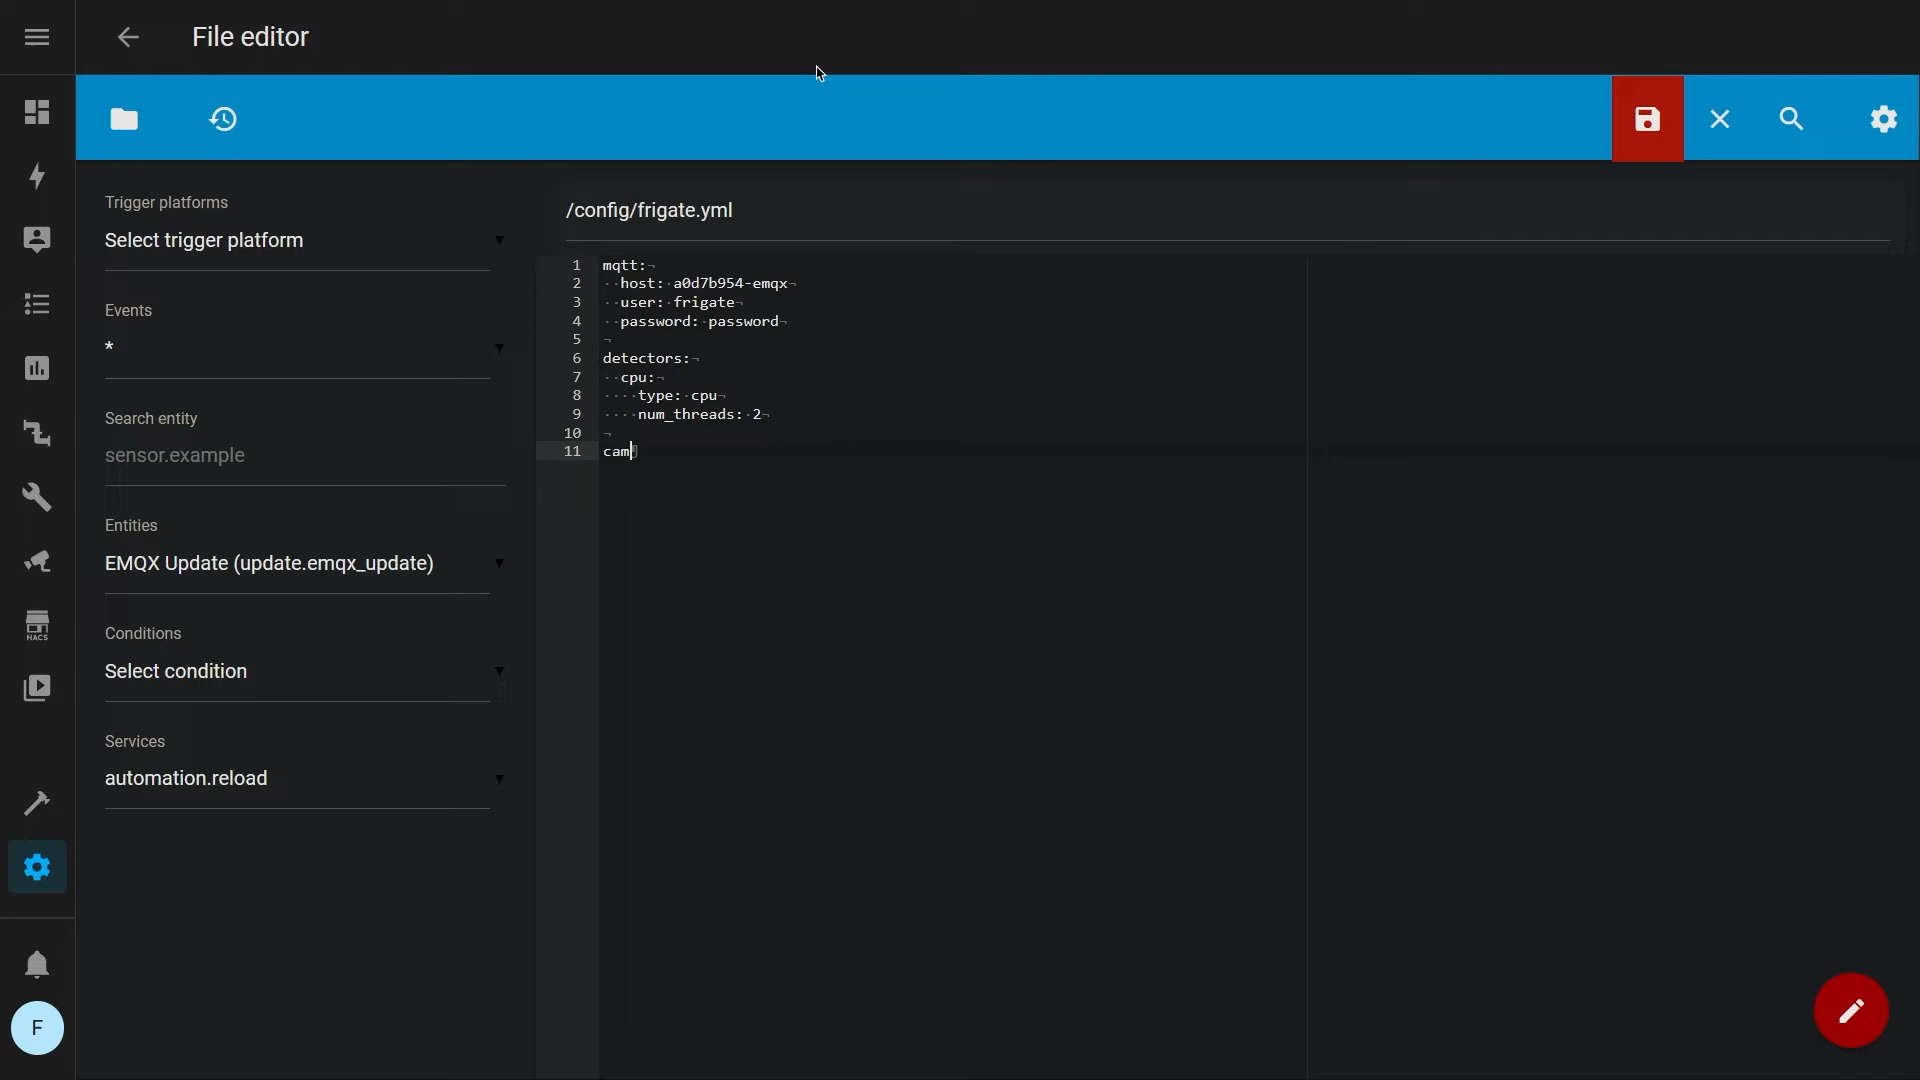 File editor
Trigger platforms
Select trigger platform
Events
*
Search entity
sensor.example
Entities
EMQX Update (update.emqx_update)
Conditions
Select condition
Services
automation.reload
HACS
F
/config/frigate.yml
1 mqtt:
2   host: a0d7b954-emqx
3   user: frigate
4   password: password
5
6 detectors:
7   cpu:
8     type: cpu
9     num_threads: 2
10
11 cam